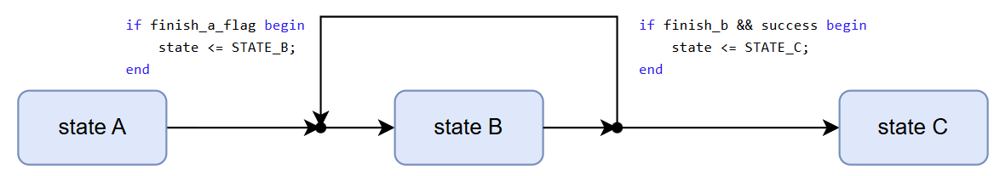 if finish_a_flag begin
    state <= STATE_B;
end
if finish_b && success begin
    state <= STATE_C;
end
state A
state B
state C